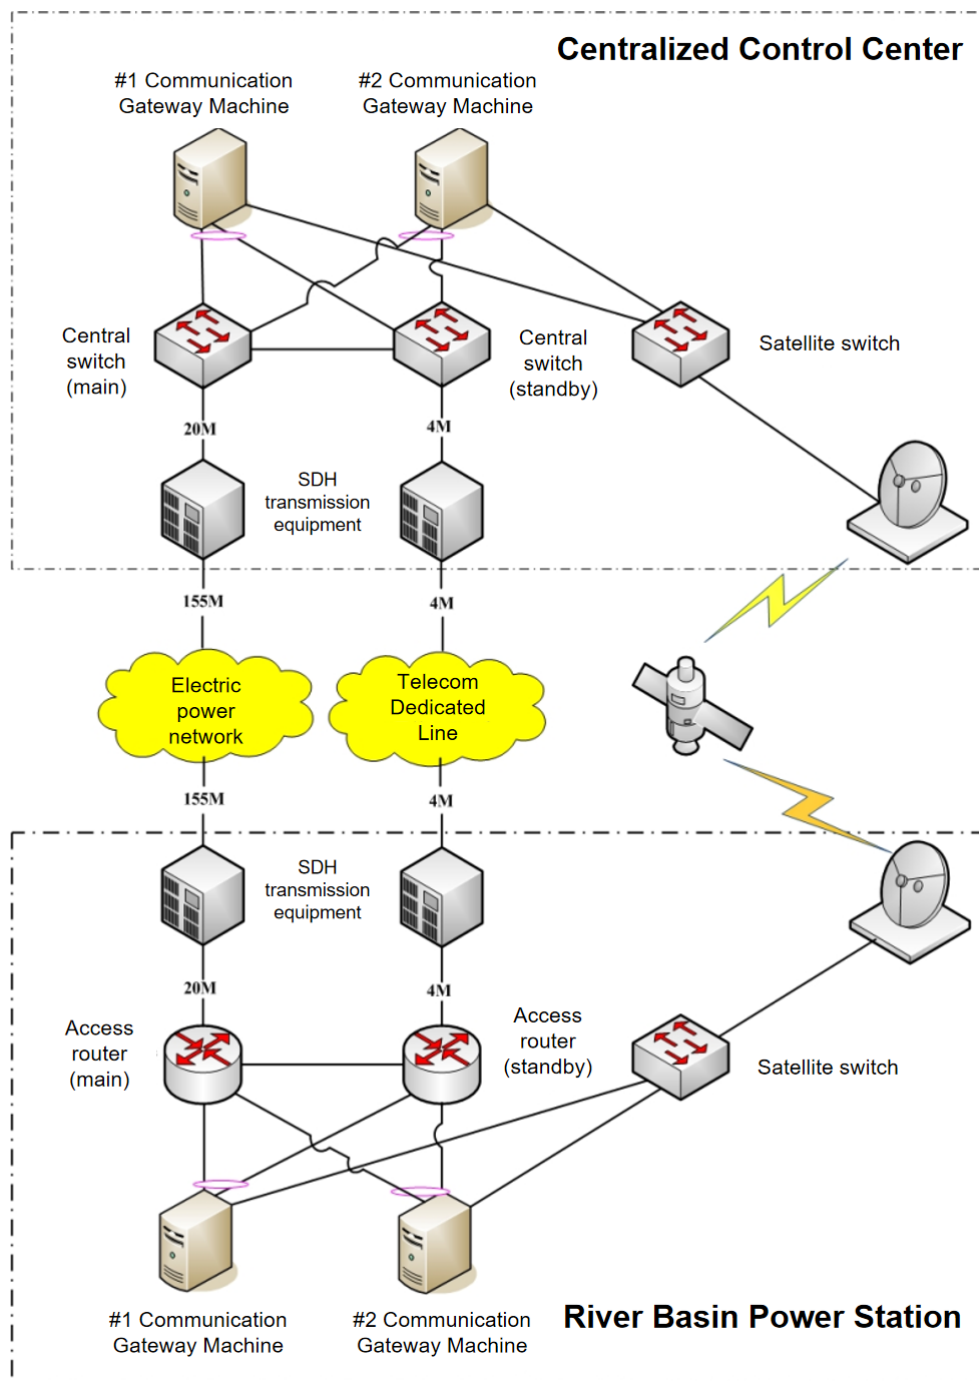 Centralized Control Center
#1 Communication
Gateway Machine
#2 Communication
Gateway Machine
Central
switch
(main)
Central
switch
(standby)
Satellite switch
20M
4M
SDH
transmission
equipment
155M
4M
Electric
power
network
Telecom
Dedicated
Line
155M
4M
SDH
transmission
equipment
20M
4M
Access
router
(main)
Access
router
(standby)
Satellite switch
#1 Communication
Gateway Machine
#2 Communication
Gateway Machine
River Basin Power Station